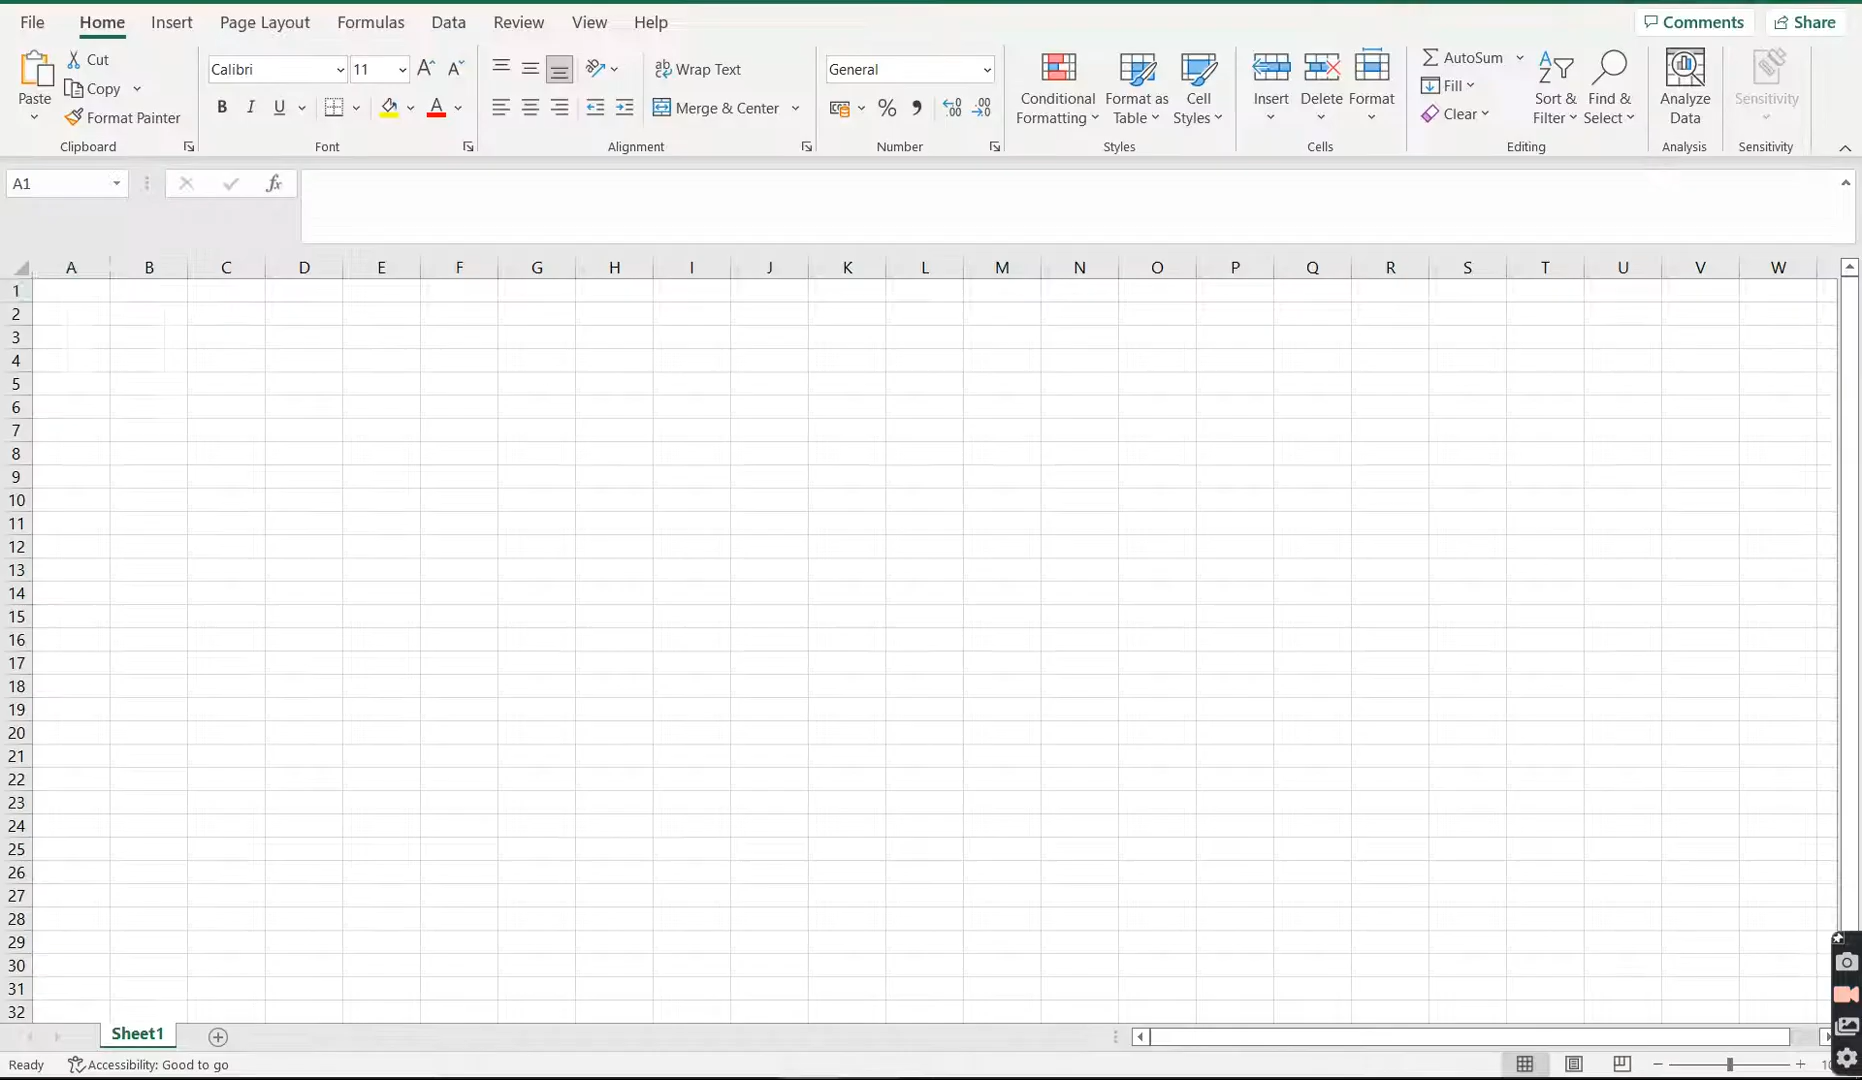 File Home Insert Page Layout Formulas Data Review View Help Comments Share
Paste
Cut
Copy
Format Painter
Clipboard
Calibri 11
B I U
Font
Wrap Text
Merge & Center
Alignment
General
%
Number
Conditional
Formatting
Format as
Table
Cell
Styles
Styles
Insert
Delete
Format
Cells
AutoSum
Fill
Clear
Sort &
Filter
Find &
Select
Editing
Analyze
Data
Analysis
Sensitivity
Sensitivity
A1 fx
A B C D E F G H I J K L M N O P Q R S T U V W
1
2
3
4
5
6
7
8
9
10
11
12
13
14
15
16
17
18
19
20
21
22
23
24
25
26
27
28
29
30
31
32
Sheet1
Ready Accessibility: Good to go